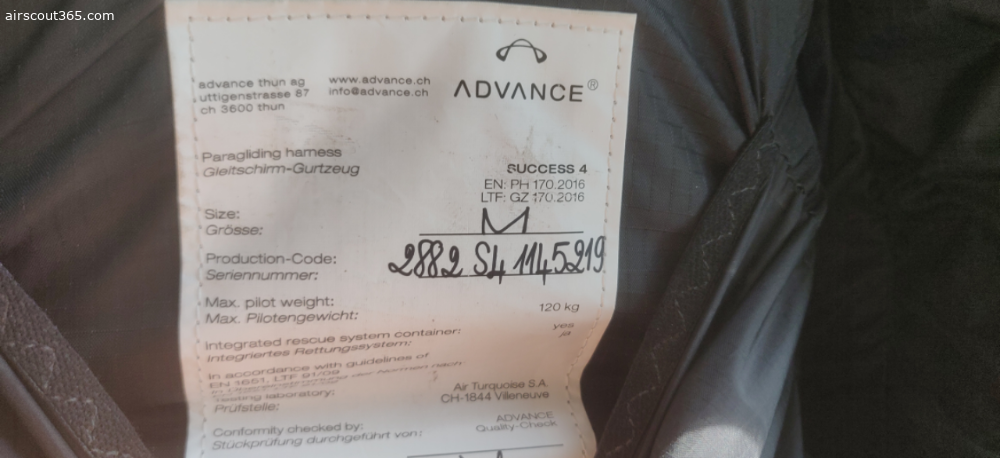 airscout365.com
ADVANCE®
advance thun ag
uttigenstrasse 87
ch 3600 thun
www.advance.ch
info@advance.ch
Paragliding harness
Gleitschirm-Gurtzeug
SUCCESS 4
EN: PH 170.2016
LTF: GZ 170.2016
Size: M
Grösse:
Production-Code: 2882 S4 1145219
Seriennummer:
Max. pilot weight: 120 kg
Max. Pilotengewicht:
integrated rescue system container: yes
integriertes Rettungssystem: ja
in accordance with guidelines of
EN 1651, LTF 91/09
Testing laboratory: Air Turquoise S.A.
Prüfstelle: CH-1844 Villeneuve
Conformity checked by: ADVANCE
Stückprüfung durchgeführt von: Quality-Check